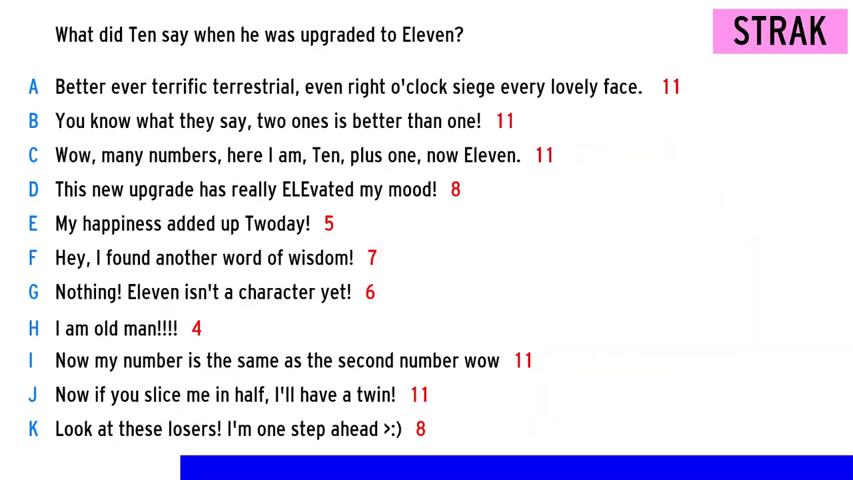 What did Ten say when he was upgraded to Eleven?
STRAK
A Better ever terrific terrestrial, even right o'clock siege every lovely face. 11
B You know what they say, two ones is better than one! 11
C Wow, many numbers, here I am, Ten, plus one, now Eleven. 11
D This new upgrade has really ELEvated my mood! 8
E My happiness added up Twoday! 5
F Hey, I found another word of wisdom! 7
G Nothing! Eleven isn't a character yet! 6
H I am old man!!!! 4
I Now my number is the same as the second number wow 11
J Now if you slice me in half, I'll have a twin! 11
K Look at these losers! I'm one step ahead >:) 8